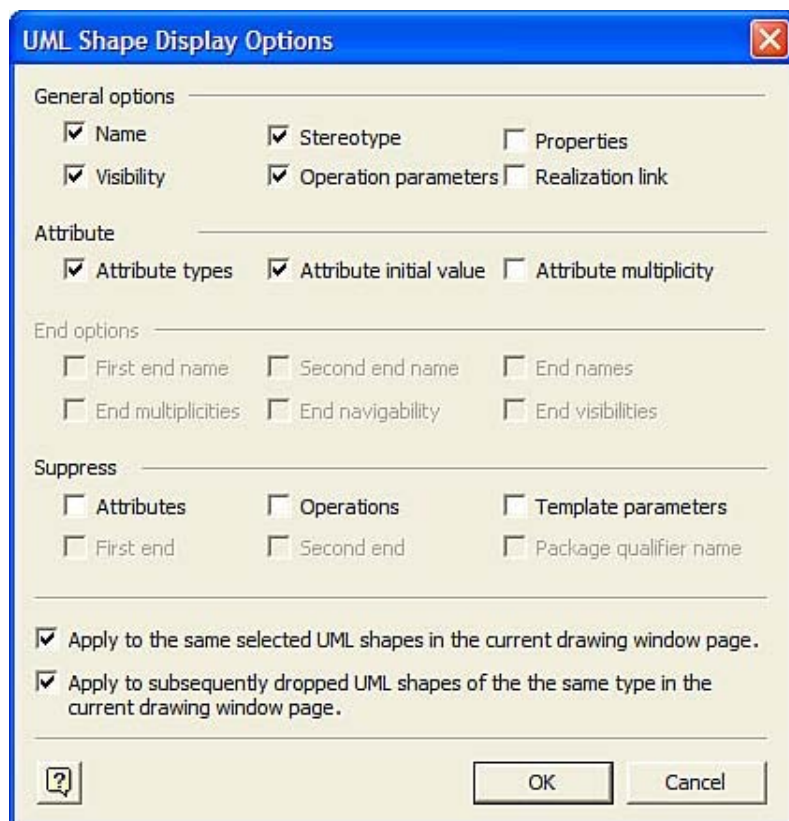 UML Shape Display Options
General options
Name Stereotype Properties
Visibility Operation parameters Realization link
Attribute
Attribute types Attribute initial value Attribute multiplicity
End options
First end name Second end name End names
End multiplicities End navigability End visibilities
Suppress
Attributes Operations Template parameters
First end Second end Package qualifier name
Apply to the same selected UML shapes in the current drawing window page.
Apply to subsequently dropped UML shapes of the the same type in the
current drawing window page.
? OK Cancel